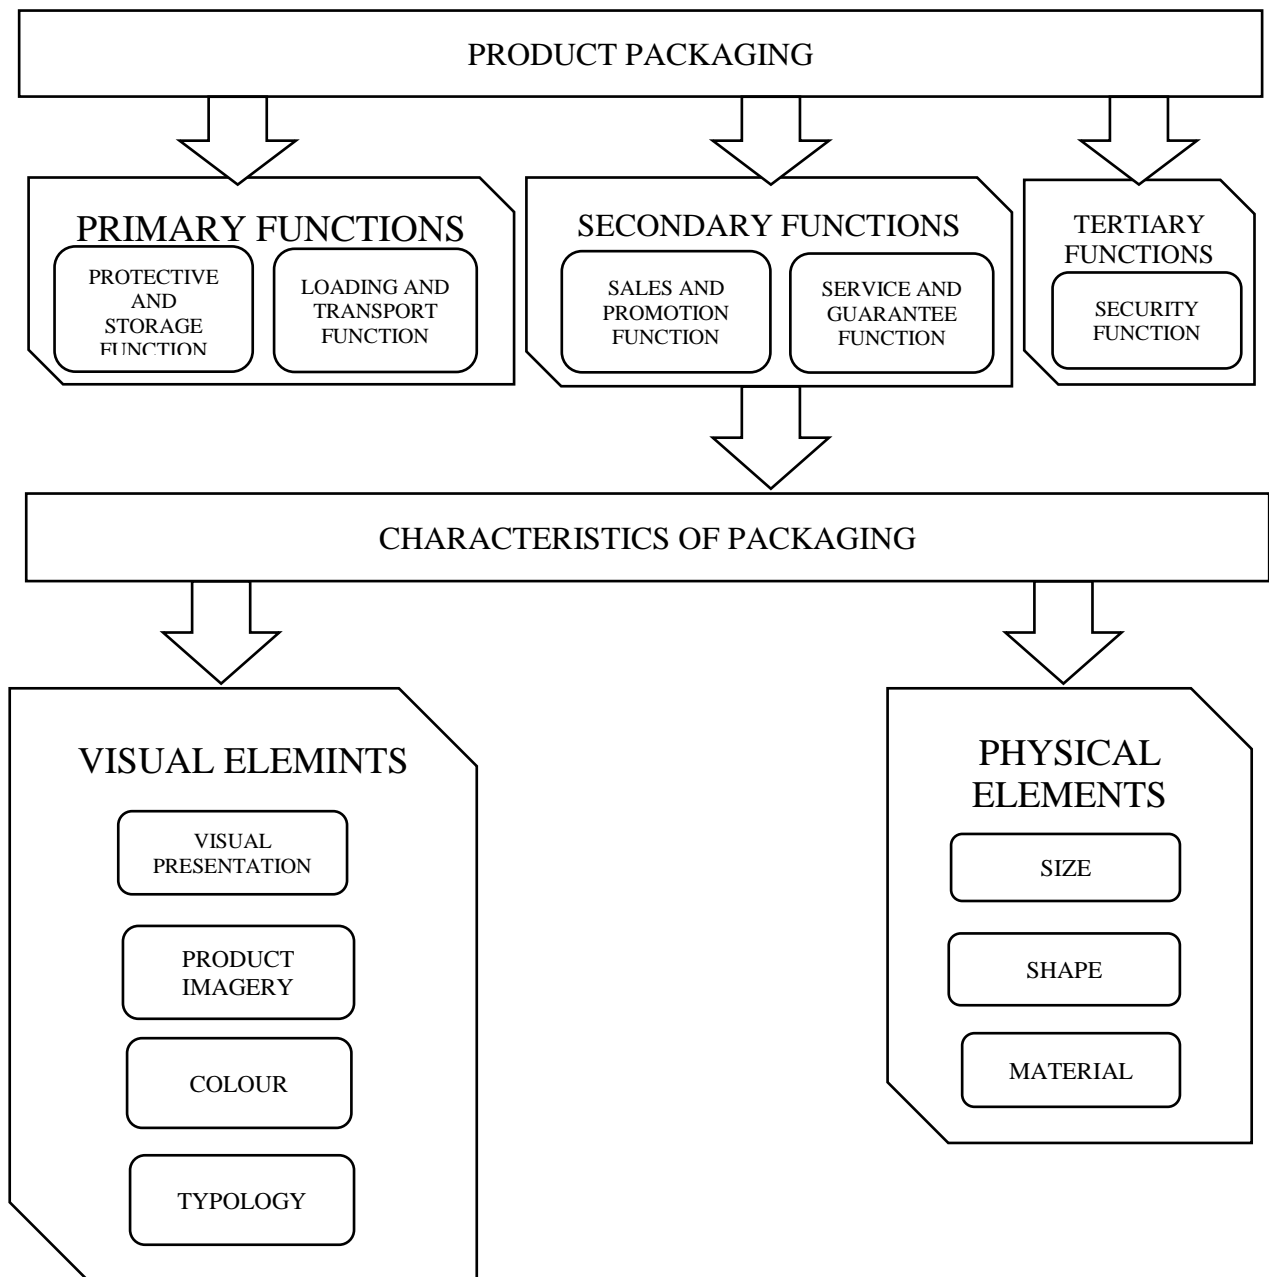 PRODUCT PACKAGING
PRIMARY FUNCTIONS
PROTECTIVE
AND
STORAGE
FUNCTION
LOADING AND
TRANSPORT
FUNCTION
SECONDARY FUNCTIONS
SALES AND
PROMOTION
FUNCTION
SERVICE AND
GUARANTEE
FUNCTION
TERTIARY
FUNCTIONS
SECURITY
FUNCTION
CHARACTERISTICS OF PACKAGING
VISUAL ELEMINTS
VISUAL
PRESENTATION
PRODUCT
IMAGERY
COLOUR
TYPOLOGY
PHYSICAL
ELEMENTS
SIZE
SHAPE
MATERIAL